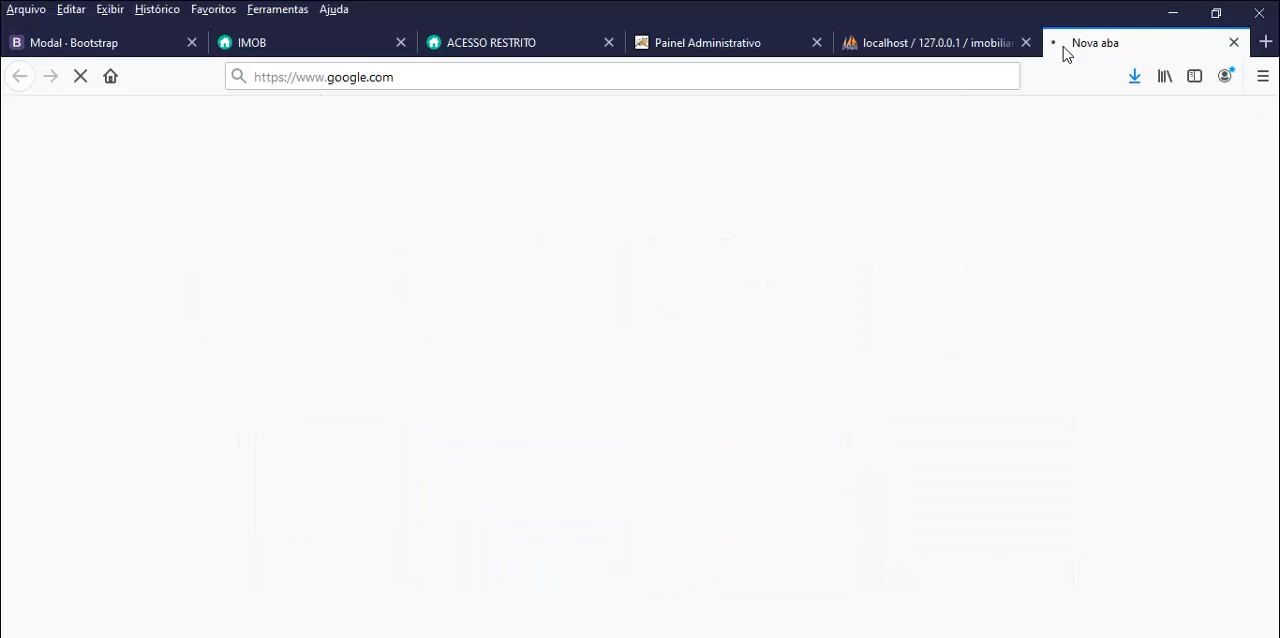 Arquivo Editar Exibir Histórico Favoritos Ferramentas Ajuda
B Modal · Bootstrap IMOB ACESSO RESTRITO Painel Administrativo localhost / 127.0.0.1 / imobiliar Nova aba
https://www.google.com